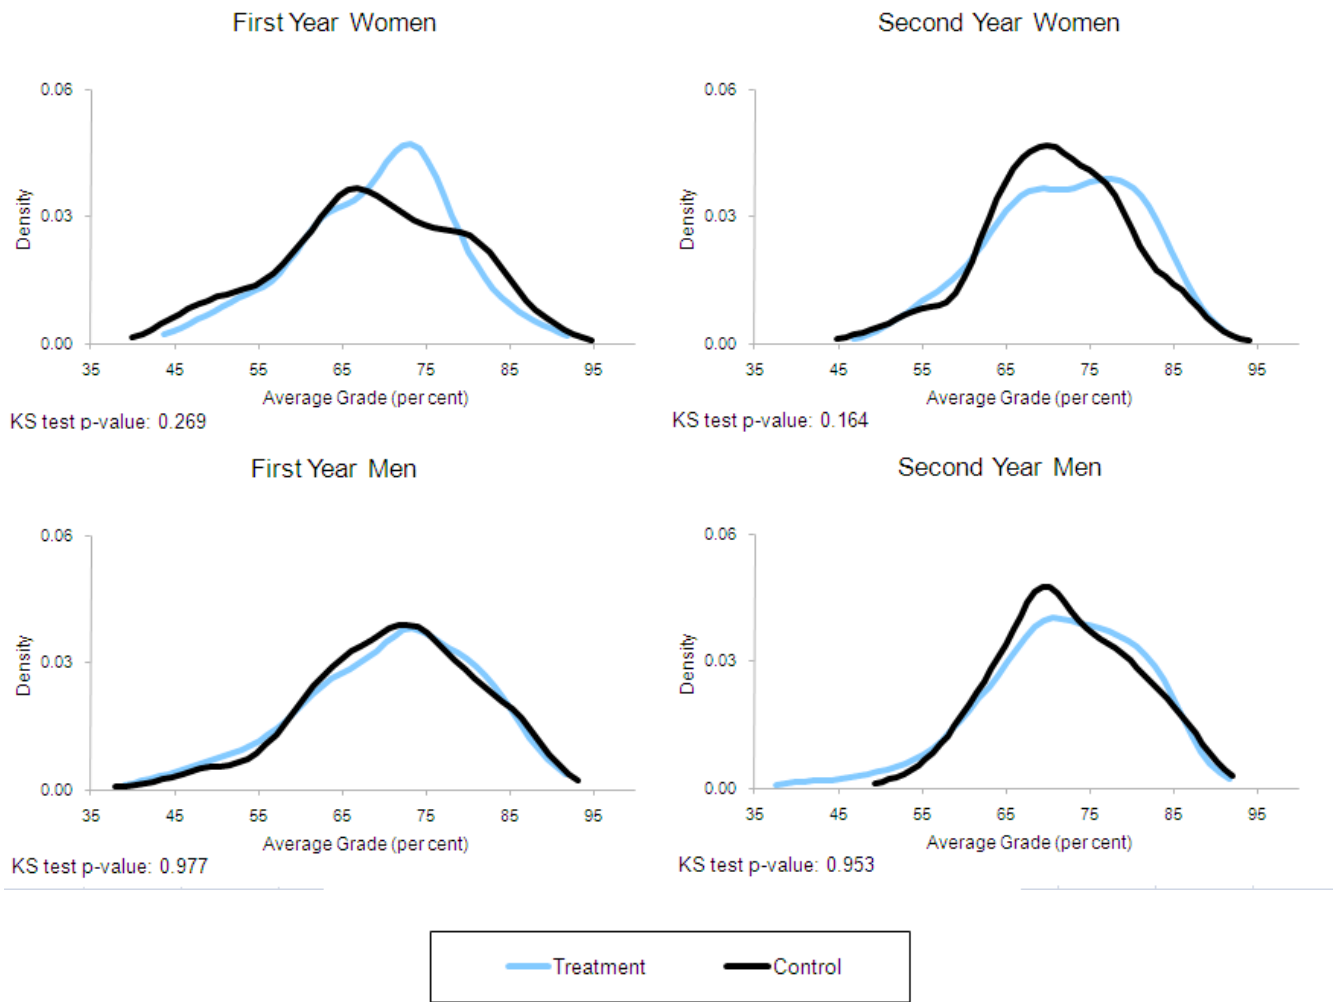 First Year Women
0.06
0.03
0.00
Density
35 45 55 65 75 85 95
Average Grade (per cent)
KS test p-value: 0.269
Second Year Women
0.06
0.03
0.00
Density
35 45 55 65 75 85 95
Average Grade (per cent)
KS test p-value: 0.164
First Year Men
0.06
0.03
0.00
Density
35 45 55 65 75 85 95
Average Grade (per cent)
KS test p-value: 0.977
Second Year Men
0.06
0.03
0.00
Density
35 45 55 65 75 85 95
Average Grade (per cent)
KS test p-value: 0.953
Treatment Control